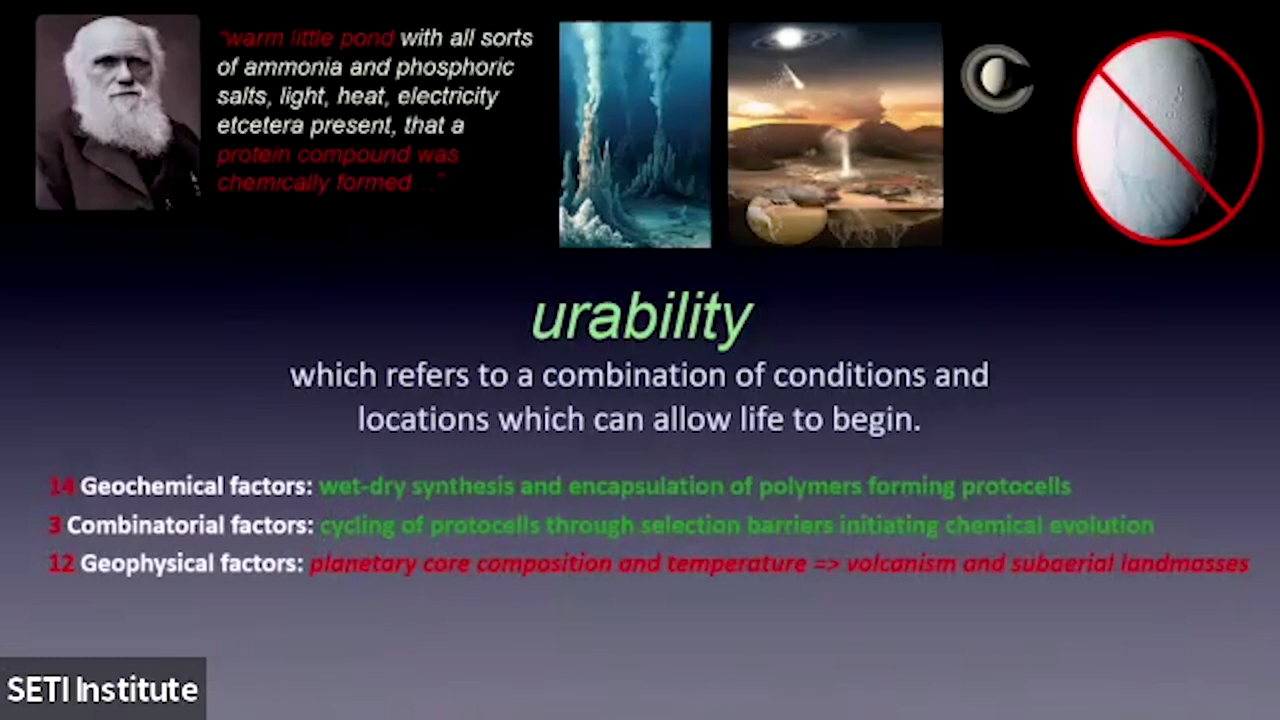 "warm little pond with all sorts
of ammonia and phosphoric
salts, light, heat, electricity
etcetera present, that a
protein compound was
chemically formed…"
urability
which refers to a combination of conditions and
locations which can allow life to begin.
14 Geochemical factors: wet-dry synthesis and encapsulation of polymers forming protocells
3 Combinatorial factors: cycling of protocells through selection barriers initiating chemical evolution
12 Geophysical factors: planetary core composition and temperature => volcanism and subaerial landmasses
SETI Institute